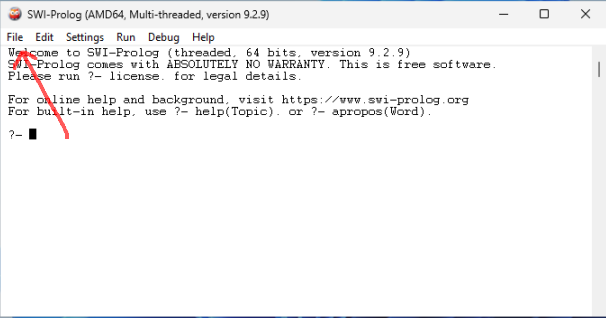 SWI-Prolog (AMD64, Multi-threaded, version 9.2.9)
File Edit Settings Run Debug Help
Welcome to SWI-Prolog (threaded, 64 bits, version 9.2.9)
SWI-Prolog comes with ABSOLUTELY NO WARRANTY. This is free software.
Please run ?- license. for legal details.
For online help and background, visit https://www.swi-prolog.org
For built-in help, use ?- help(Topic). or ?- apropos(Word).
?-